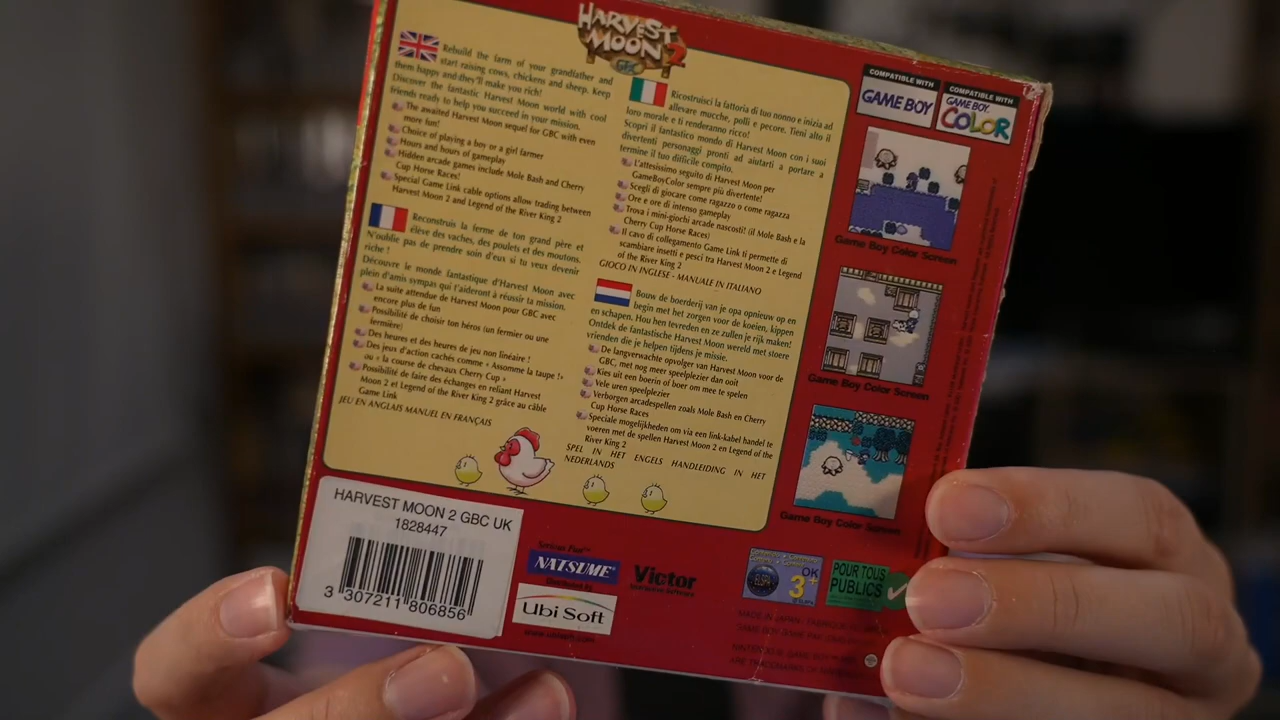 HARVEST
MOON 2
GBC
Rebuild the farm of your grandfather and
start raising cows, chickens and sheep. Keep
them happy and they'll make you rich!
Discover the fantastic Harvest Moon world with cool
friends ready to help you succeed in your mission.
The awaited Harvest Moon sequel for GBC with even
more fun!
Choice of playing a boy or a girl farmer
Hours and hours of gameplay
Hidden arcade games include Mole Bash and Cherry
Cup Horse Races!
Special Game Link cable options allow trading between
Harvest Moon 2 and Legend of the River King 2
Reconstruis la ferme de ton grand père et
élève des vaches, des poulets et des moutons.
N'oublie pas de prendre soin d'eux si tu veux devenir
riche !
Découvre le monde fantastique d'Harvest Moon avec
plein d'amis sympas qui t'aideront à réussir ta mission.
La suite attendue de Harvest Moon pour GBC avec
encore plus de fun
Possibilité de choisir ton héros (un fermier ou une
fermière)
Des heures et des heures de jeu non linéaire !
Des jeux d'action cachés comme « Assomme la taupe !»
ou « la course de chevaux Cherry Cup »
Possibilité de faire des échanges en reliant Harvest
Moon 2 et Legend of the River King 2 grâce au câble
Game Link
JEU EN ANGLAIS MANUEL EN FRANÇAIS
Ricostruisci la fattoria di tuo nonno e inizia ad
allevare mucche, polli e pecore. Tieni alto il
loro morale e ti renderanno ricco!
Scopri il fantastico mondo di Harvest Moon con i suoi
divertenti personaggi pronti ad aiutarti a portare a
termine il tuo difficile compito.
L'attesissimo seguito di Harvest Moon per
GameBoyColor sempre più divertente!
Scegli di giocare come ragazzo o come ragazza
Ore e ore di intenso gameplay
Trova i mini-giochi arcade nascosti! (il Mole Bash e la
Cherry Cup Horse Races)
Il cavo di collegamento Game Link ti permette di
scambiare insetti e pesci tra Harvest Moon 2 e Legend
of the River King 2
GIOCO IN INGLESE - MANUALE IN ITALIANO
Bouw de boerderij van je opa opnieuw op en
begin met het zorgen voor de koeien, kippen
en schapen. Hou hen tevreden en ze zullen je rijk maken!
Ontdek de fantastische Harvest Moon wereld met stoere
vrienden die je helpen tijdens je missie.
De langverwachte opvolger van Harvest Moon voor de
GBC, met nog meer speelplezier dan ooit
Kies uit een boerin of boer om mee te spelen
Vele uren speelplezier
Verborgen arcadespellen zoals Mole Bash en Cherry
Cup Horse Races
Speciale mogelijkheden om via een link-kabel handel te
voeren met de spellen Harvest Moon 2 en Legend of the
River King 2
SPEL IN HET ENGELS HANDLEIDING IN HET
NEDERLANDS
COMPATIBLE WITH
GAME BOY
COMPATIBLE WITH
GAME BOY
COLOR
Game Boy Color Screen
Game Boy Color Screen
Game Boy Color Screen
HARVEST MOON 2 GBC UK
1828447
3 307211 806856
Serious Fun™
NATSUME
Distributed by
Ubi Soft
www.ubisoft.com
Victor
Interactive Software
ELSPA
OK
3+
POUR TOUS
PUBLICS
MADE IN JAPAN